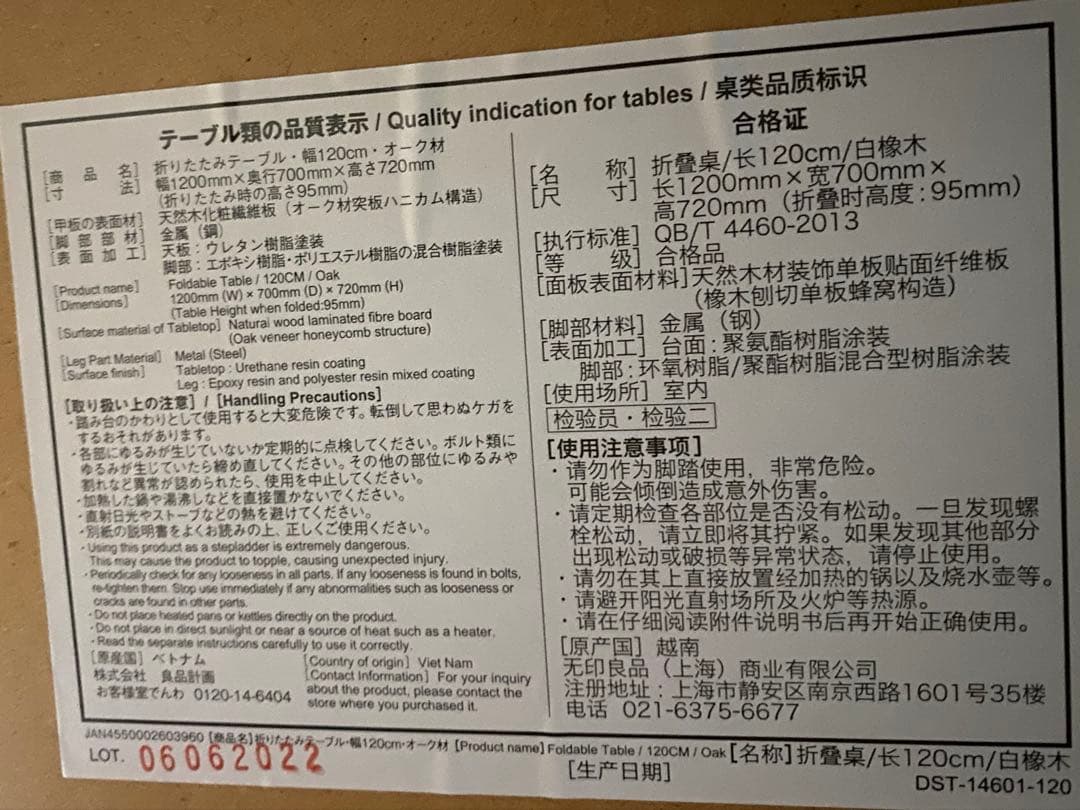 テーブル類の品質表示 / Quality indication for tables / 桌类品质标识
[商品名] 折りたたみテーブル・幅120cm・オーク材
[寸法] 幅1200mm×奥行700mm×高さ720mm
(折りたたみ時の高さ95mm)
[甲板の表面材] 天然木化粧繊維板(オーク材突板ハニカム構造)
[脚部部材] 金属(鋼)
[表面加工] 天板:ウレタン樹脂塗装
脚部:エポキシ樹脂・ポリエステル樹脂の混合樹脂塗装
[Product name] Foldable Table / 120CM / Oak
[Dimensions] 1200mm (W) × 700mm (D) × 720mm (H)
(Table Height when folded:95mm)
[Surface material of Tabletop] Natural wood laminated fibre board
(Oak veneer honeycomb structure)
[Leg Part Material] Metal (Steel)
[Surface finish] Tabletop : Urethane resin coating
Leg : Epoxy resin and polyester resin mixed coating
[取り扱い上の注意] / [Handling Precautions]
・踏み台のかわりとして使用すると大変危険です。転倒して思わぬケガを
するおそれがあります。
・各部にゆるみが生じていないか定期的に点検してください。ボルト類に
ゆるみが生じていたら締め直してください。その他の部位にゆるみや
割れなど異常が認められたら、使用を中止してください。
・加熱した鍋や湯沸しなどを直接置かないでください。
・直射日光やストーブなどの熱を避けてください。
・別紙の説明書をよくお読みの上、正しくご使用ください。
・Using this product as a stepladder is extremely dangerous.
This may cause the product to topple, causing unexpected injury.
・Periodically check for any looseness in all parts. If any looseness is found in bolts,
re-tighten them. Stop use immediately if any abnormalities such as looseness or
cracks are found in other parts.
・Do not place heated pans or kettles directly on the product.
・Do not place in direct sunlight or near a source of heat such as a heater.
・Read the separate instructions carefully to use it correctly.
[原産国] ベトナム
株式会社 良品計画
お客様室でんわ 0120-14-6404
[Country of origin] Viet Nam
[Contact Information] For your inquiry
about the product, please contact the
store where you purchased it.
合格证
[名称] 折叠桌/长120cm/白橡木
[尺寸] 长1200mm×宽700mm×
高720mm(折叠时高度:95mm)
[执行标准] QB/T 4460-2013
[等级] 合格品
[面板表面材料] 天然木材装饰单板贴面纤维板
(橡木刨切单板蜂窝构造)
[脚部材料] 金属(钢)
[表面加工] 台面:聚氨酯树脂涂装
脚部:环氧树脂/聚酯树脂混合型树脂涂装
[使用场所] 室内
检验员・检验二
[使用注意事项]
・请勿作为脚踏使用,非常危险。
可能会倾倒造成意外伤害。
・请定期检查各部位是否没有松动。一旦发现螺
栓松动,请立即将其拧紧。如果发现其他部分
出现松动或破损等异常状态,请停止使用。
・请勿在其上直接放置经加热的锅以及烧水壶等。
・请避开阳光直射场所及火炉等热源。
・请在仔细阅读附件说明书后再开始正确使用。
[原产国] 越南
无印良品(上海)商业有限公司
注册地址:上海市静安区南京西路1601号35楼
电话 021-6375-6677
JAN4550002603960 [商品名]折りたたみテーブル・幅120cm・オーク材 [Product name] Foldable Table / 120CM / Oak [名称] 折叠桌/长120cm/白橡木
LOT. 06062022
[生产日期]
DST-14601-120